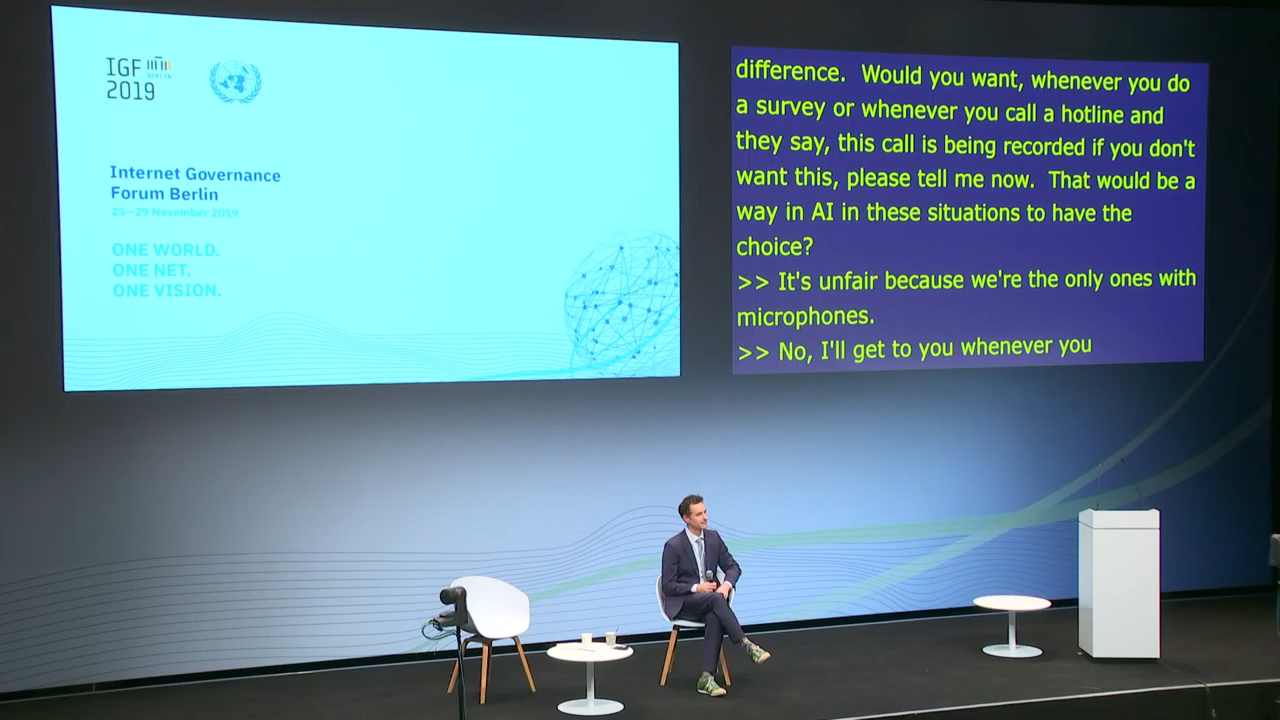 IGF
BERLIN
2019
Internet Governance
Forum Berlin
25–29 November 2019
ONE WORLD.
ONE NET.
ONE VISION.
difference.  Would you want, whenever you do
a survey or whenever you call a hotline and
they say, this call is being recorded if you don't
want this, please tell me now.  That would be a
way in AI in these situations to have the
choice?
>> It's unfair because we're the only ones with
microphones.
>> No, I'll get to you whenever you